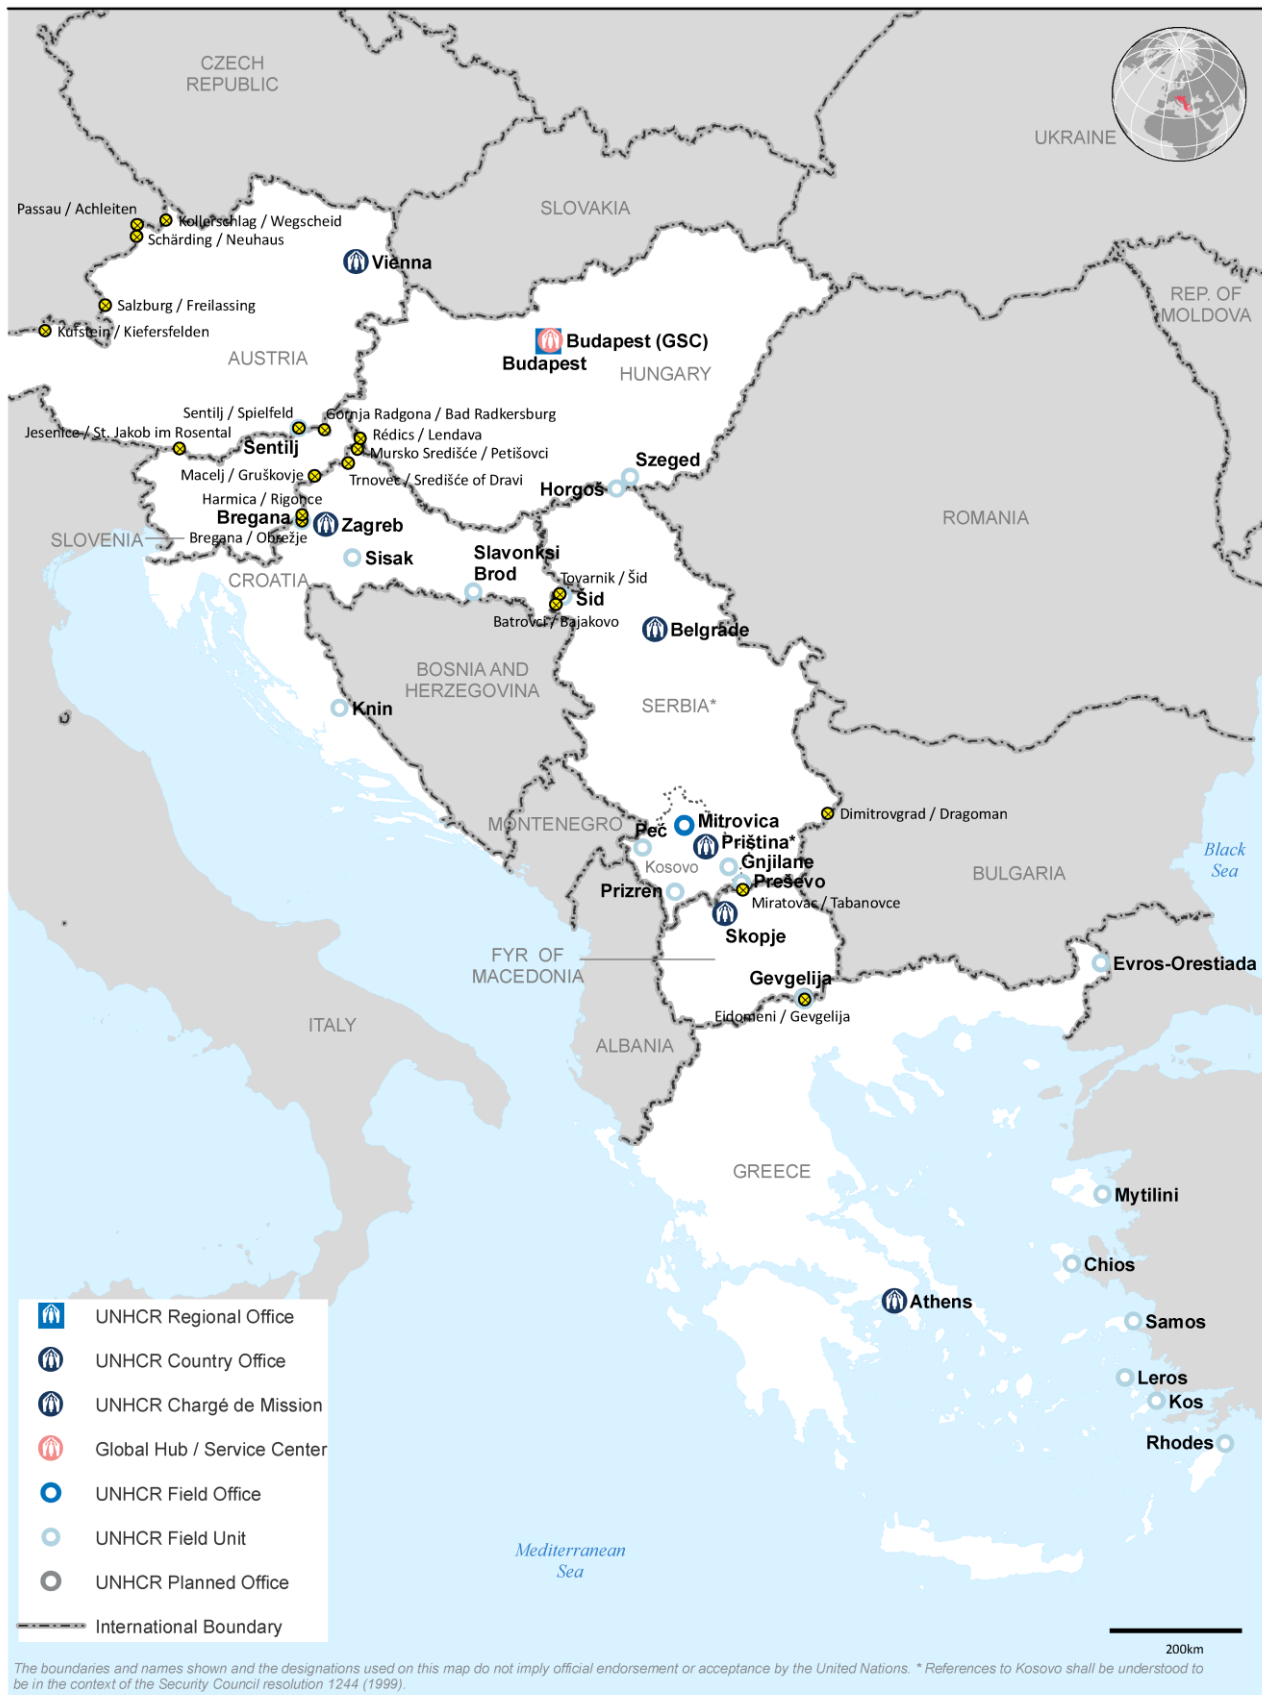 CZECH
REPUBLIC
UKRAINE
SLOVAKIA
Passau / Achleiten
Kollerschlag / Wegscheid
Schärding / Neuhaus
Vienna
REP. OF
MOLDOVA
Salzburg / Freilassing
Kufstein / Kiefersfelden
Budapest (GSC)
Budapest
AUSTRIA
HUNGARY
Sentilj / Spielfeld
Gornja Radgona / Bad Radkersburg
Jesenice / St. Jakob im Rosental
Rédics / Lendava
Sentilj
Mursko Središće / Petišovci
Szeged
Macelj / Gruškovje
Trnovec / Središće of Dravi
Horgoš
Harmica / Rigonce
Bregana
Zagreb
ROMANIA
SLOVENIA
Bregana / Obrežje
Sisak
Slavonksi
Brod
CROATIA
Tovarnik / Šid
Šid
Batrovci / Bajakovo
Belgrade
BOSNIA AND
HERZEGOVINA
SERBIA*
Knin
MONTENEGRO
Mitrovica
Dimitrovgrad / Dragoman
Peć
Priština*
Kosovo
Gnjilane
Black
Sea
BULGARIA
Prizren
Preševo
Miratovac / Tabanovce
Skopje
FYR OF
MACEDONIA
Evros-Orestiada
Gevgelija
Eidomeni / Gevgelija
ITALY
ALBANIA
GREECE
Mytilini
Chios
Athens
Samos
Leros
Kos
Rhodes
UNHCR Regional Office
UNHCR Country Office
UNHCR Chargé de Mission
Global Hub / Service Center
UNHCR Field Office
UNHCR Field Unit
UNHCR Planned Office
International Boundary
Mediterranean
Sea
200km
The boundaries and names shown and the designations used on this map do not imply official endorsement or acceptance by the United Nations. * References to Kosovo shall be understood to
be in the context of the Security Council resolution 1244 (1999).